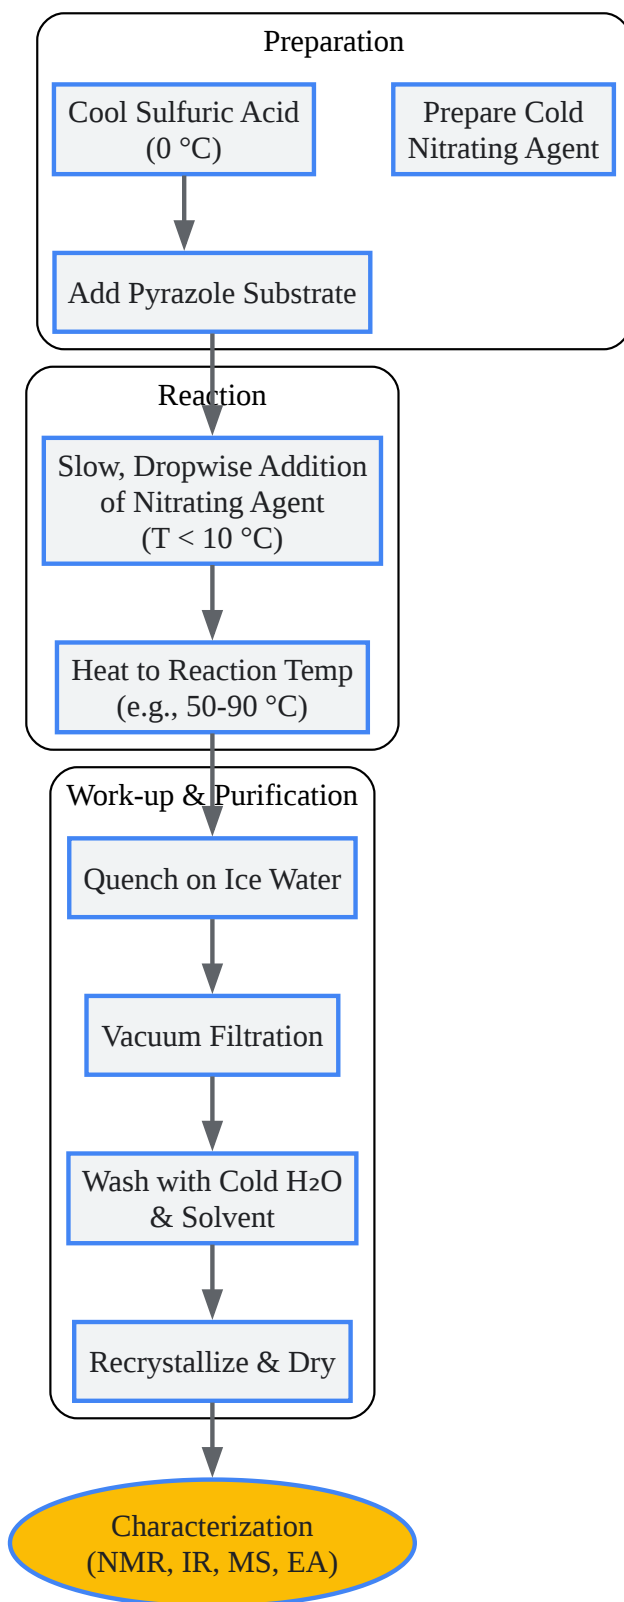 Preparation
Cool Sulfuric Acid
(0 °C)
Prepare Cold
Nitrating Agent
Add Pyrazole Substrate
Reaction
Slow, Dropwise Addition
of Nitrating Agent
(T < 10 °C)
Heat to Reaction Temp
(e.g., 50-90 °C)
Work-up & Purification
Quench on Ice Water
Vacuum Filtration
Wash with Cold H₂O
& Solvent
Recrystallize & Dry
Characterization
(NMR, IR, MS, EA)